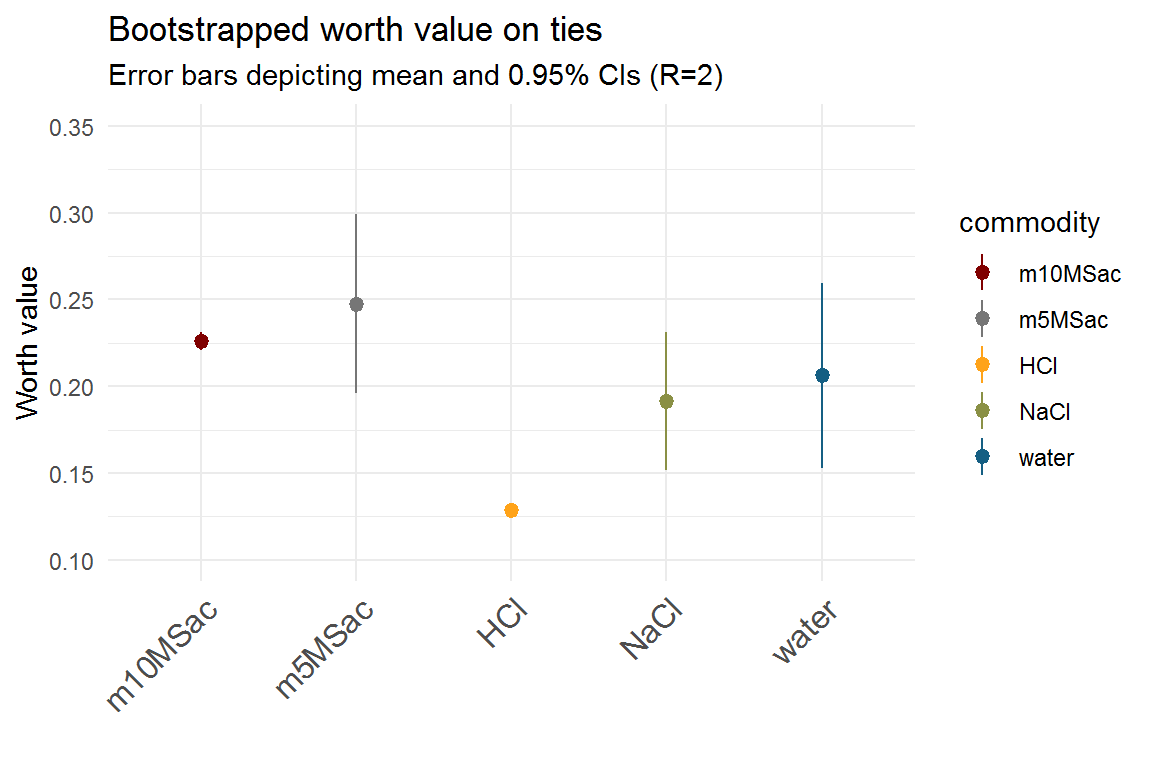 Bootstrapped worth value on ties
Error bars depicting mean and 0.95% CIs (R=2)
Worth value
0.35
0.30
0.25
0.20
0.15
0.10
m10MSac
m5MSac
HCl
NaCl
water
commodity
m10MSac
m5MSac
HCl
NaCl
water